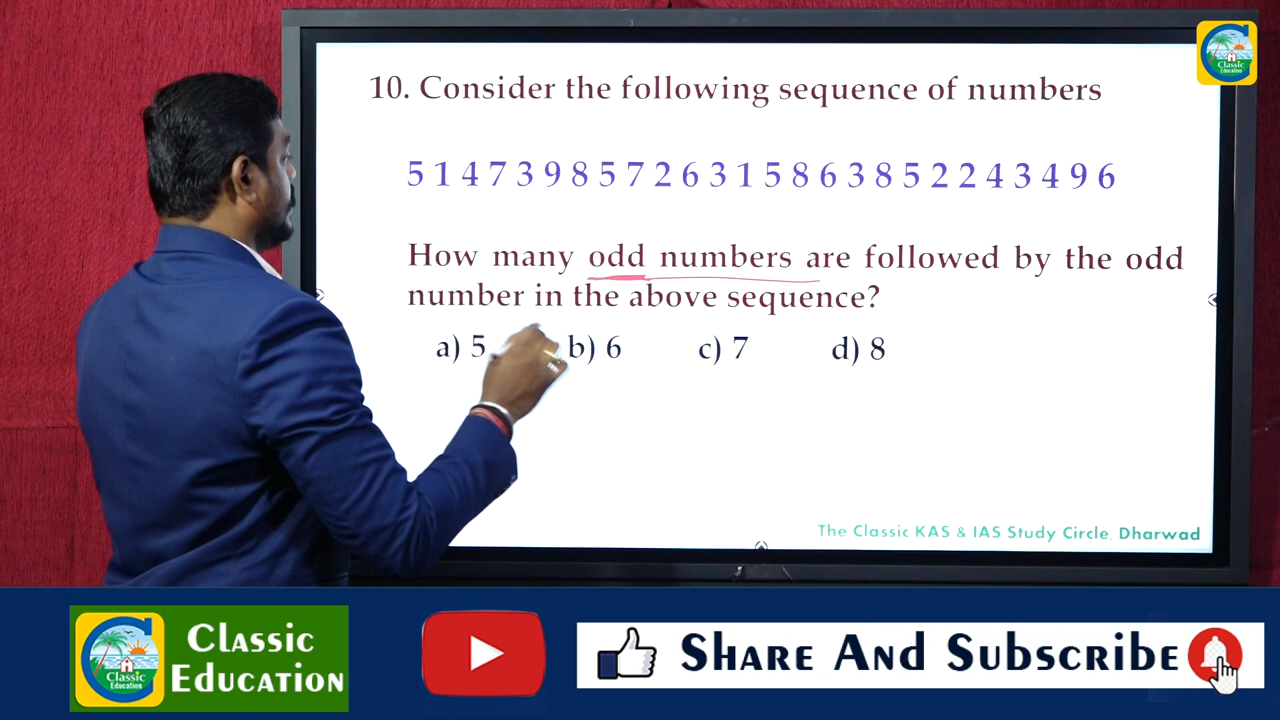 10. Consider the following sequence of numbers
5 1 4 7 3 9 8 5 7 2 6 3 1 5 8 6 3 8 5 2 2 4 3 4 9 6
How many odd numbers are followed by the odd
number in the above sequence?
a) 5 b) 6 c) 7 d) 8
The Classic KAS & IAS Study Circle, Dharwad
Classic
Education
Classic
Education
Classic
Education
Share And Subscribe